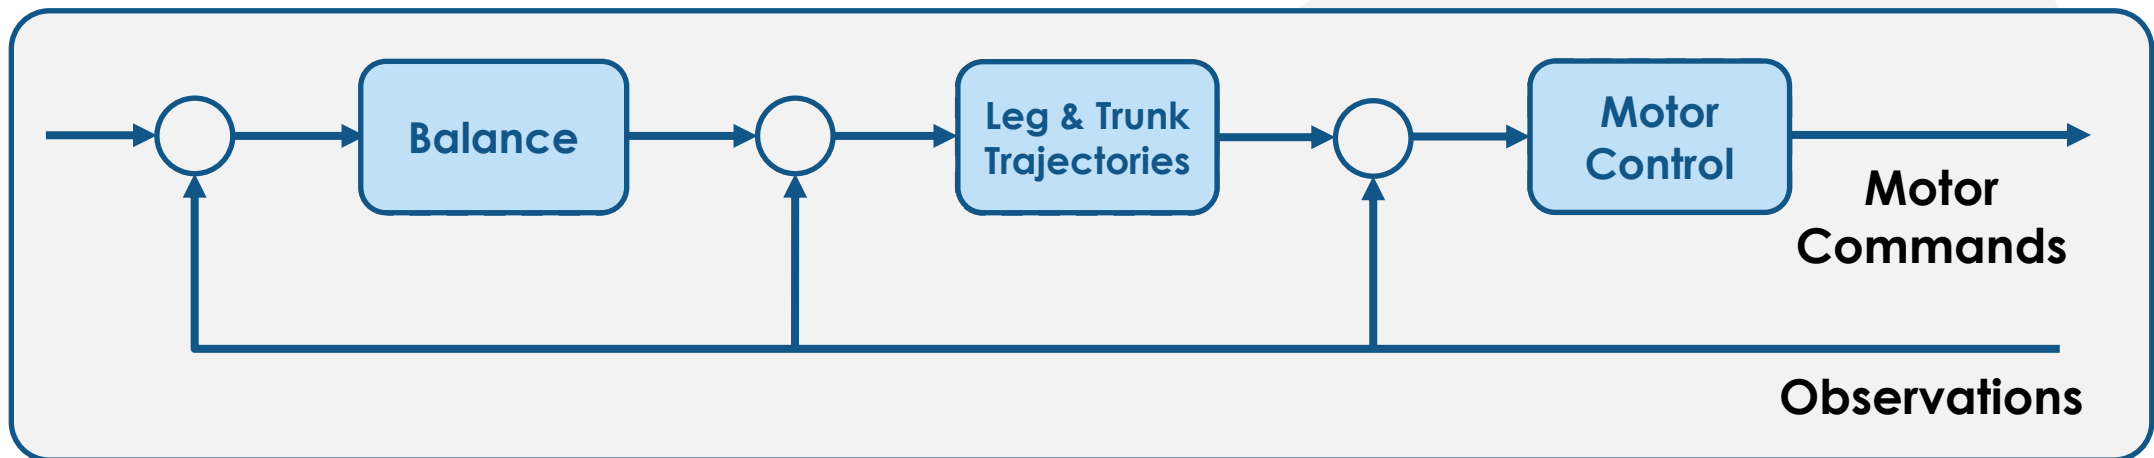 Balance
Leg & Trunk
Trajectories
Motor
Control
Motor
Commands
Observations